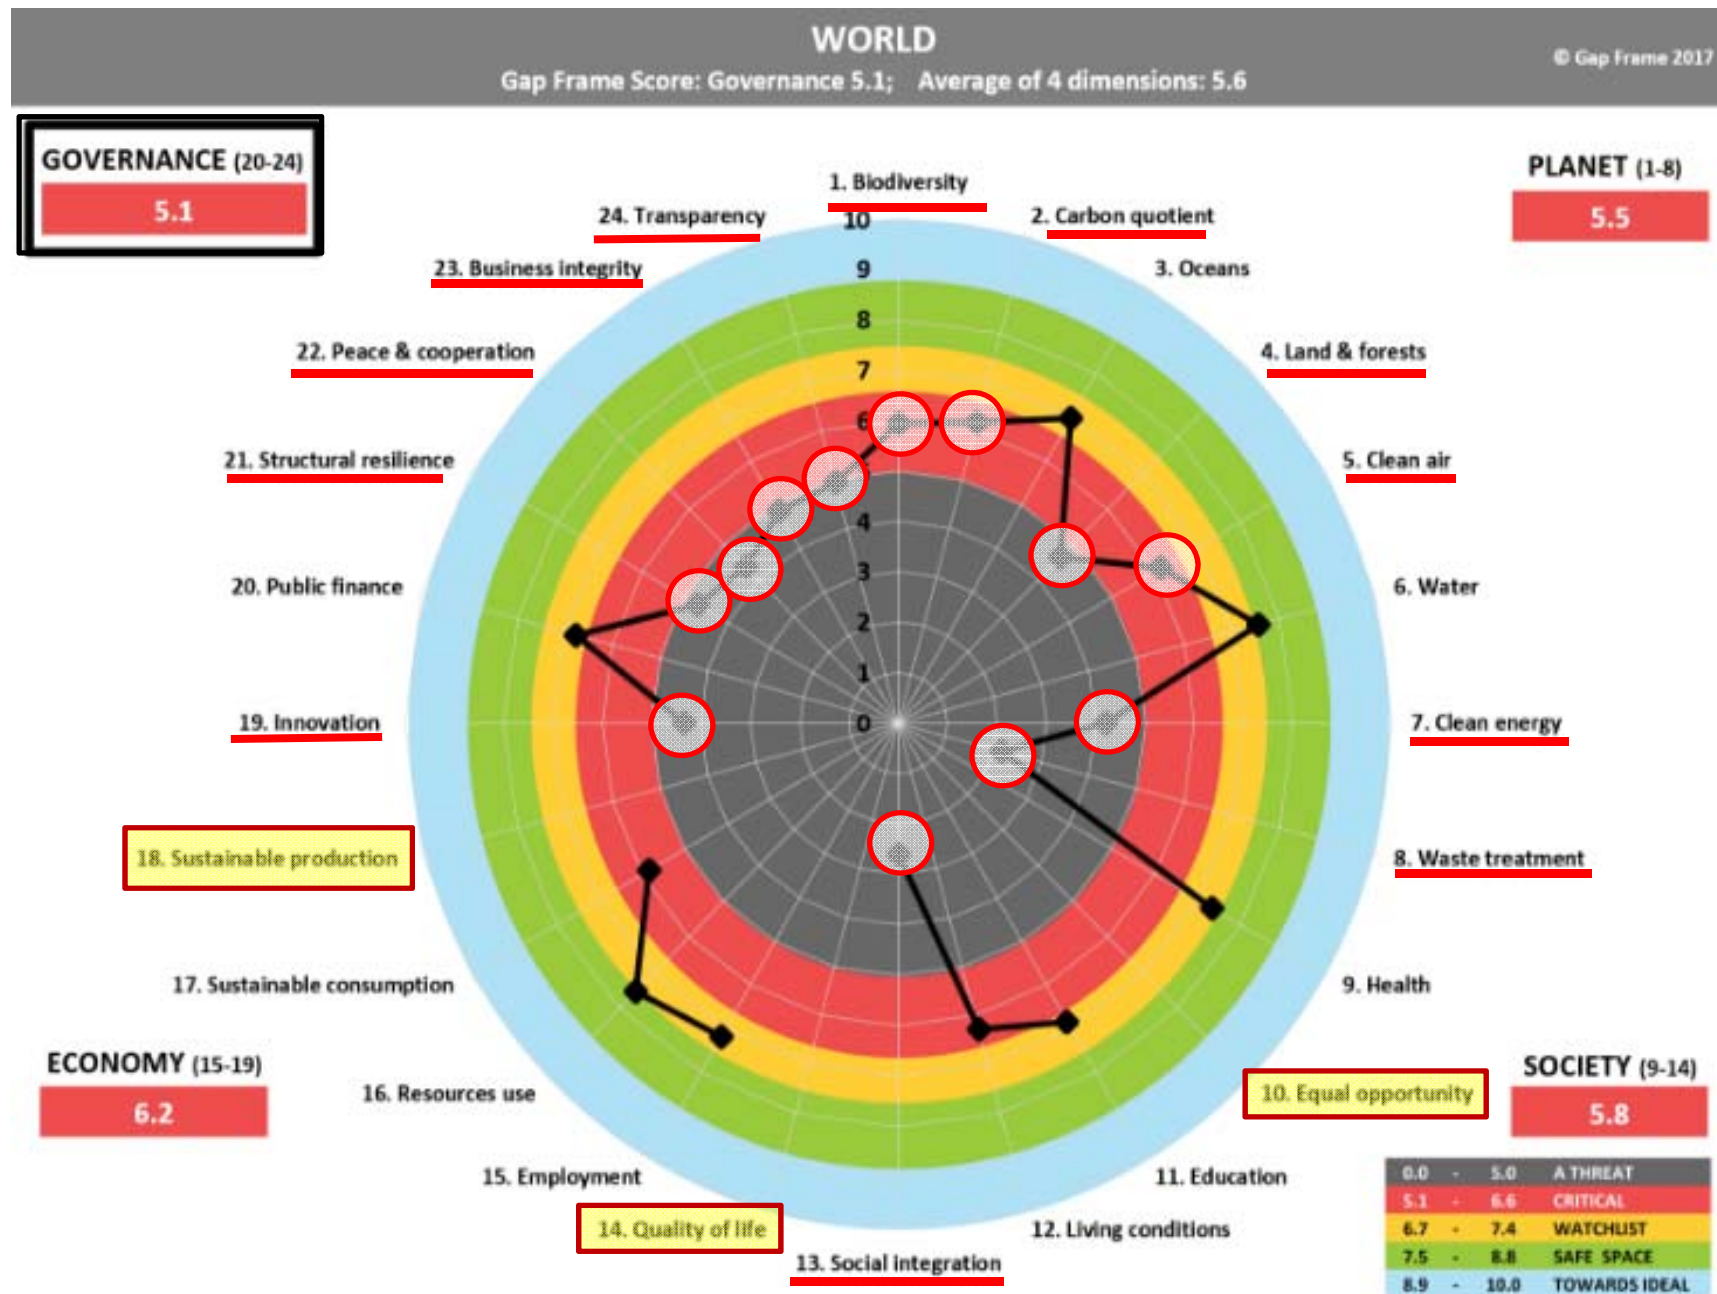 WORLD
Gap Frame Score: Governance 5.1; Average of 4 dimensions: 5.6
© Gap Frame 2017
GOVERNANCE (20-24)
5.1
PLANET (1-8)
5.5
1. Biodiversity
2. Carbon quotient
3. Oceans
4. Land & forests
5. Clean air
6. Water
7. Clean energy
8. Waste treatment
9. Health
10. Equal opportunity
11. Education
12. Living conditions
13. Social integration
14. Quality of life
15. Employment
16. Resources use
17. Sustainable consumption
18. Sustainable production
19. Innovation
20. Public finance
21. Structural resilience
22. Peace & cooperation
23. Business integrity
24. Transparency
10
9
8
7
6
4
3
2
1
0
ECONOMY (15-19)
6.2
SOCIETY (9-14)
5.8
0.0 - 5.0 A THREAT
5.1 - 6.6 CRITICAL
6.7 - 7.4 WATCHLIST
7.5 - 8.8 SAFE SPACE
8.9 - 10.0 TOWARDS IDEAL